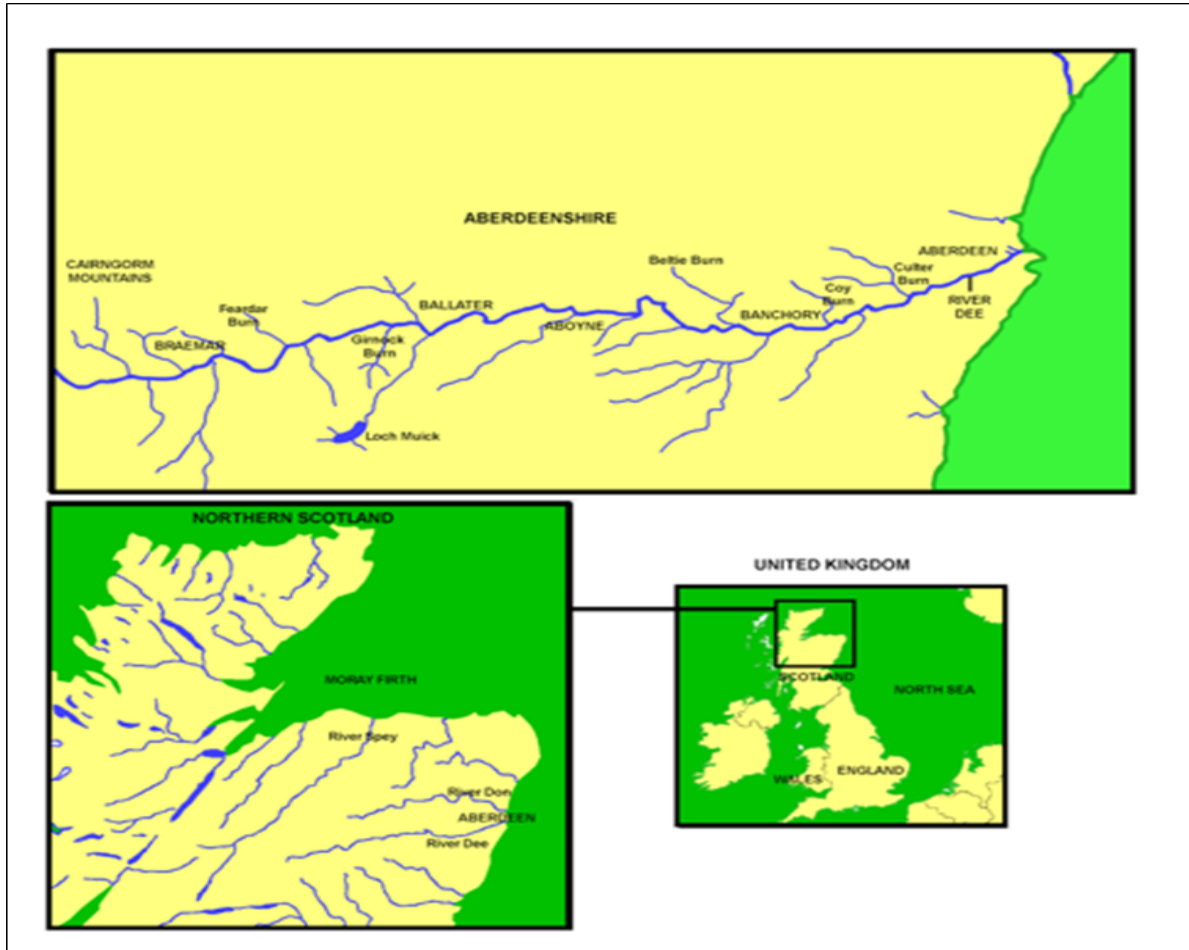 ABERDEENSHIRE
CAIRNGORM
MOUNTAINS
Feardar
Burn
BRAEMAR
BALLATER
Girnock
Burn
Loch Muick
ABOYNE
Beltie Burn
BANCHORY
Coy
Burn
Culter
Burn
ABERDEEN
RIVER
DEE
NORTHERN SCOTLAND
MORAY FIRTH
River Spey
River Don
ABERDEEN
River Dee
UNITED KINGDOM
SCOTLAND
NORTH SEA
WALES
ENGLAND